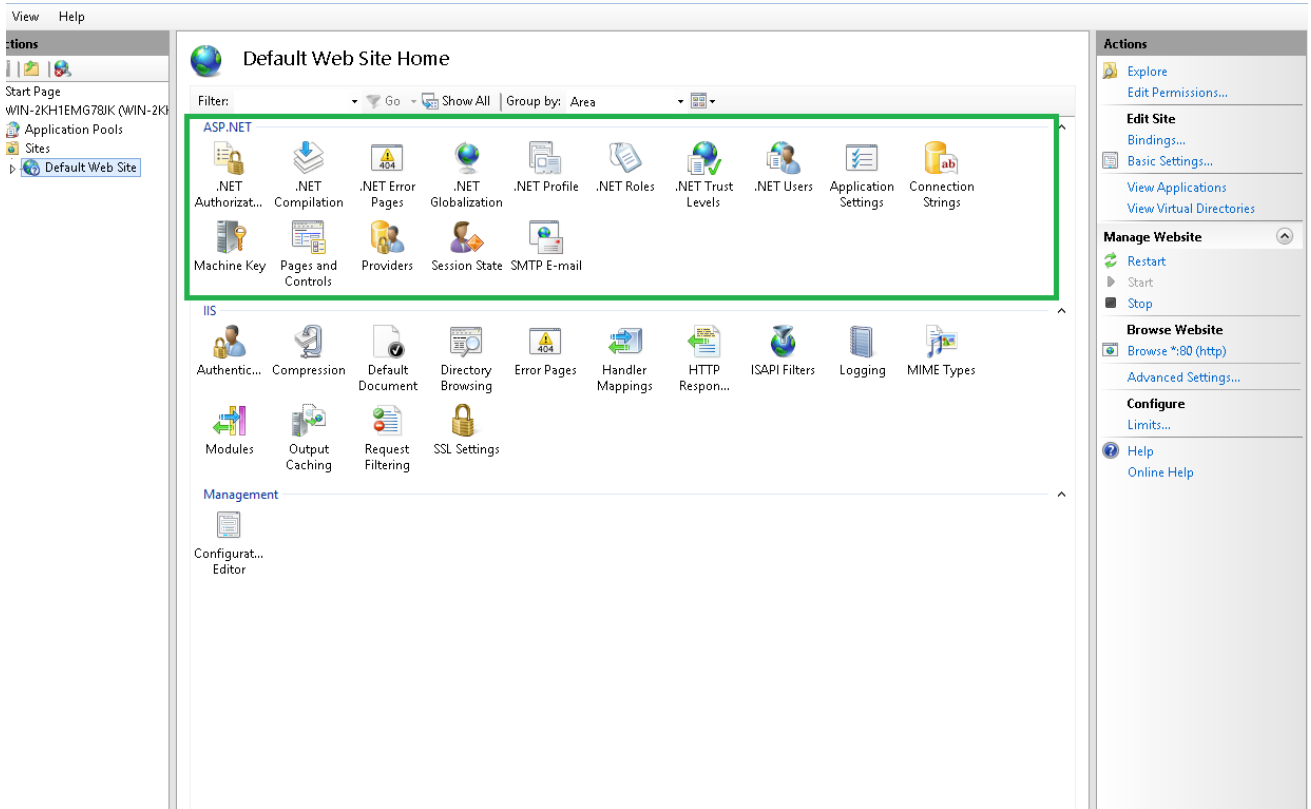 View Help
ctions
Start Page
WIN-2KH1EMG78JK (WIN-2KH
Application Pools
Sites
Default Web Site
Default Web Site Home
Filter: Go Show All Group by: Area
ASP.NET
.NET Authorizat...
.NET Compilation
.NET Error Pages
.NET Globalization
.NET Profile
.NET Roles
.NET Trust Levels
.NET Users
Application Settings
Connection Strings
Machine Key
Pages and Controls
Providers
Session State
SMTP E-mail
IIS
Authentic...
Compression
Default Document
Directory Browsing
Error Pages
Handler Mappings
HTTP Respon...
ISAPI Filters
Logging
MIME Types
Modules
Output Caching
Request Filtering
SSL Settings
Management
Configurat... Editor
Actions
Explore
Edit Permissions...
Edit Site
Bindings...
Basic Settings...
View Applications
View Virtual Directories
Manage Website
Restart
Start
Stop
Browse Website
Browse *:80 (http)
Advanced Settings...
Configure
Limits...
Help
Online Help